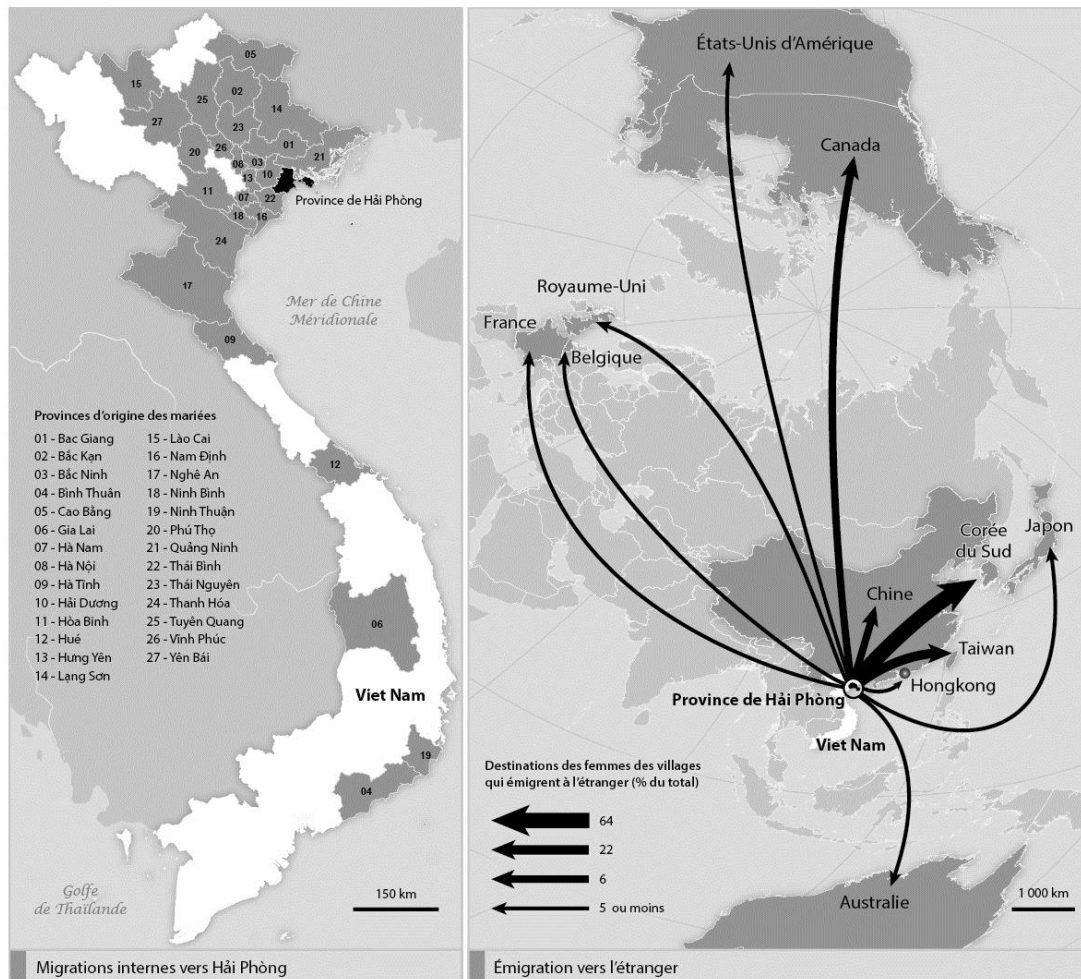 15
05
25
02
14
27
23
01
20
26
21
08
03
13
10
11
07
22
Province de Hải Phòng
18
16
24
17
Mer de Chine
Méridionale
09
Provinces d'origine des mariées
01 - Bac Giang
02 - Bắc Kạn
03 - Bắc Ninh
04 - Bình Thuân
05 - Cao Bằng
06 - Gia Lai
07 - Hà Nam
08 - Hà Nội
09 - Hà Tĩnh
10 - Hải Dương
11 - Hòa Binh
12 - Hué
13 - Hưng Yên
14 - Lạng Sơn
15 - Lào Cai
16 - Nam Định
17 - Nghê An
18 - Ninh Bình
19 - Ninh Thuận
20 - Phú Thọ
21 - Quảng Ninh
22 - Thái Bình
23 - Thái Nguyên
24 - Thanh Hóa
25 - Tuyên Quang
26 - Vĩnh Phúc
27 - Yên Bái
12
06
Viet Nam
19
04
Golfe
de Thaïlande
150 km
Migrations internes vers Hải Phòng
États-Unis d'Amérique
Canada
Royaume-Uni
France
Belgique
Corée
du Sud
Japon
Chine
Taiwan
Hongkong
Province de Hải Phòng
Viet Nam
Destinations des femmes des villages
qui émigrent à l'étranger (% du total)
64
22
6
5 ou moins
Australie
1 000 km
Émigration vers l'étranger